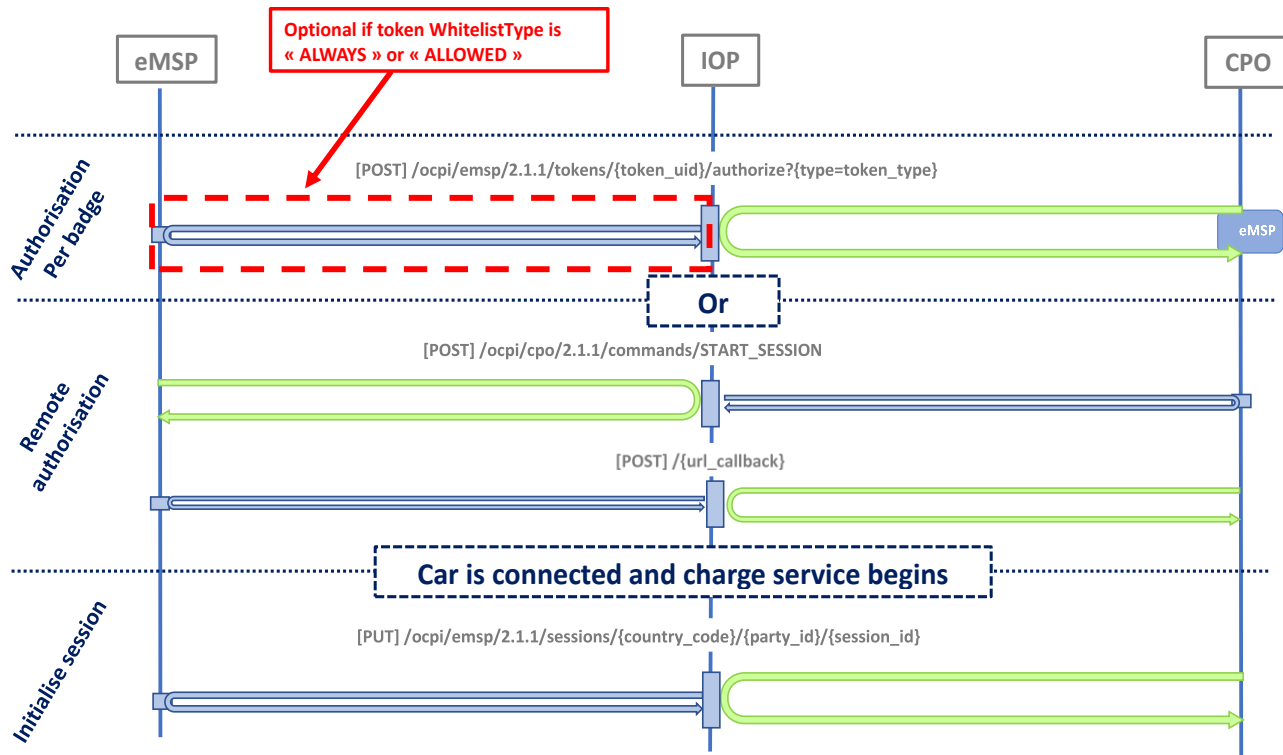 Optional if token WhitelistType is
« ALWAYS » or « ALLOWED »
eMSP
IOP
CPO
Authorisation
Per badge
[POST] /ocpi/emsp/2.1.1/tokens/{token_uid}/authorize?{type=token_type}
eMSP
Or
Remote
authorisation
[POST] /ocpi/cpo/2.1.1/commands/START_SESSION
[POST] /{url_callback}
Car is connected and charge service begins
Initialise session
[PUT] /ocpi/emsp/2.1.1/sessions/{country_code}/{party_id}/{session_id}